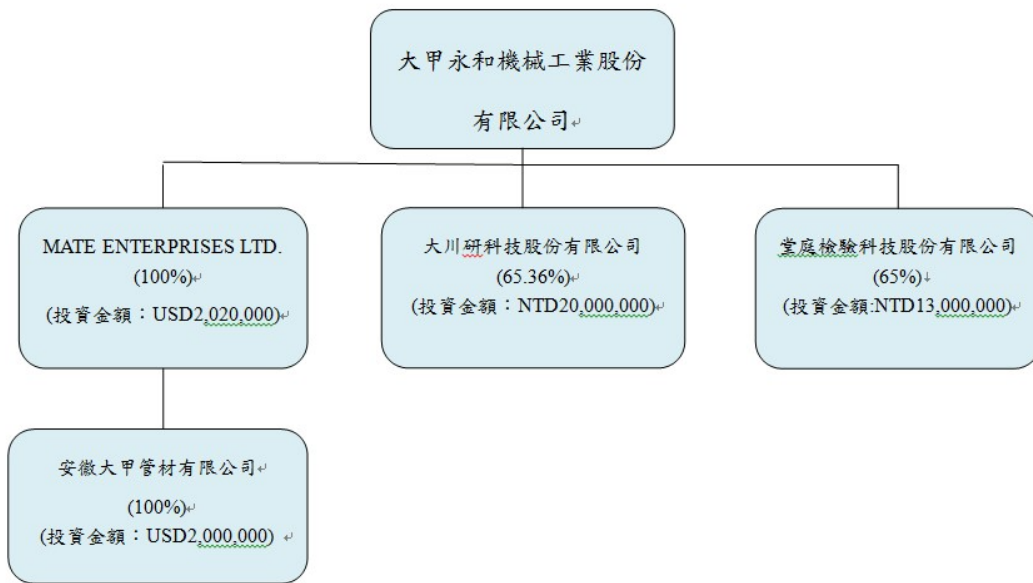 大甲永和機械工業股份
有限公司
MATE ENTERPRISES LTD.
(100%)
(投資金額：USD2,020,000)
大川研科技股份有限公司
(65.36%)
(投資金額：NTD20,000,000)
堂庭檢驗科技股份有限公司
(65%)
(投資金額:NTD13,000,000)
安徽大甲管材有限公司
(100%)
(投資金額：USD2,000,000)